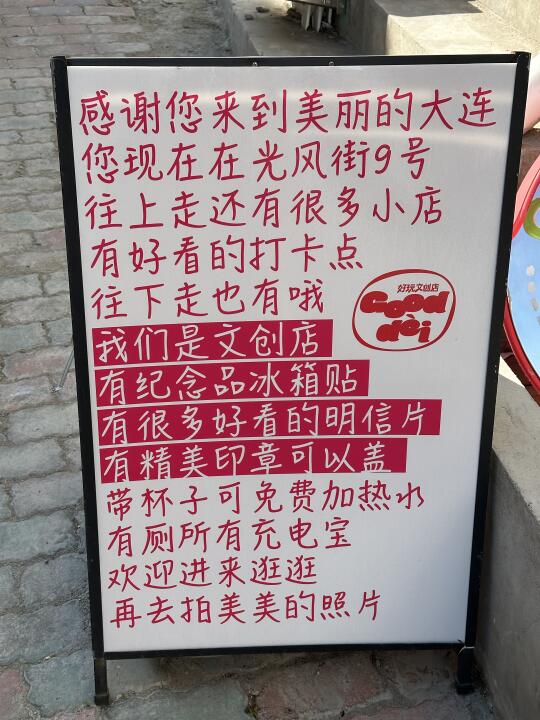 感谢您来到美丽的大连
您现在在光风街9号
往上走还有很多小店
有好看的打卡点
往下走也有哦
好玩文创店
Good
dèi
我们是文创店
有纪念品冰箱贴
有很多好看的明信片
有精美印章可以盖
带杯子可免费加热水
有厕所有充电宝
欢迎进来逛逛
再去拍美美的照片